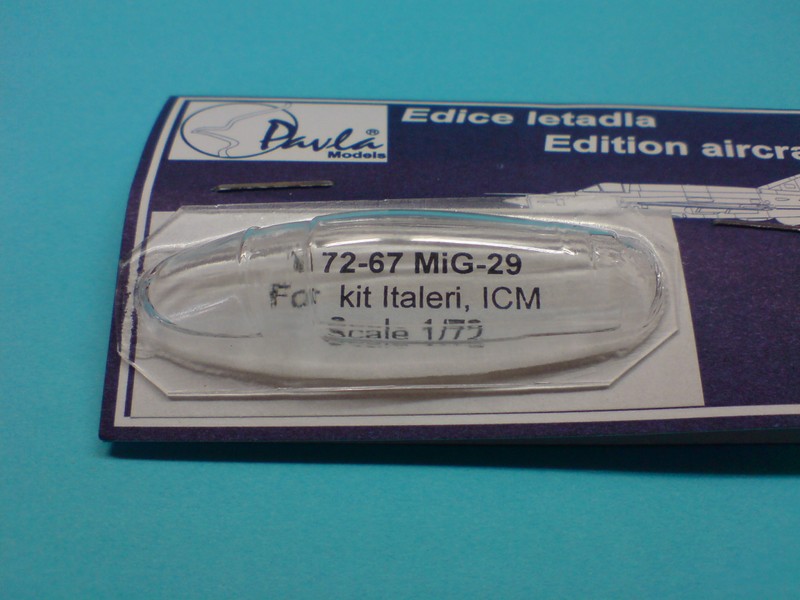 Pavla®
Models
Edice letadla
Edition aircra
72-67 MiG-29
For kit Italeri, ICM
Scale 1/72